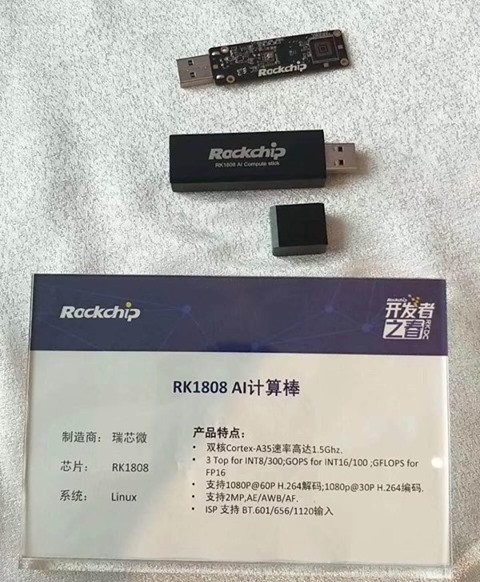 Rockchip
Rockchip
RK1808 AI Compute stick
Rockchip
Rockchip
开发者
之春
RKDC
RK1808 AI计算棒
制造商： 瑞芯微
芯片： RK1808
系统： Linux
产品特点：
• 双核Cortex-A35速率高达1.5Ghz.
• 3 Top for INT8/300;GOPS for INT16/100 ;GFLOPS for
FP16
• 支持1080P@60P H.264解码;1080p@30P H.264编码.
• 支持2MP,AE/AWB/AF.
• ISP 支持 BT.601/656/1120输入